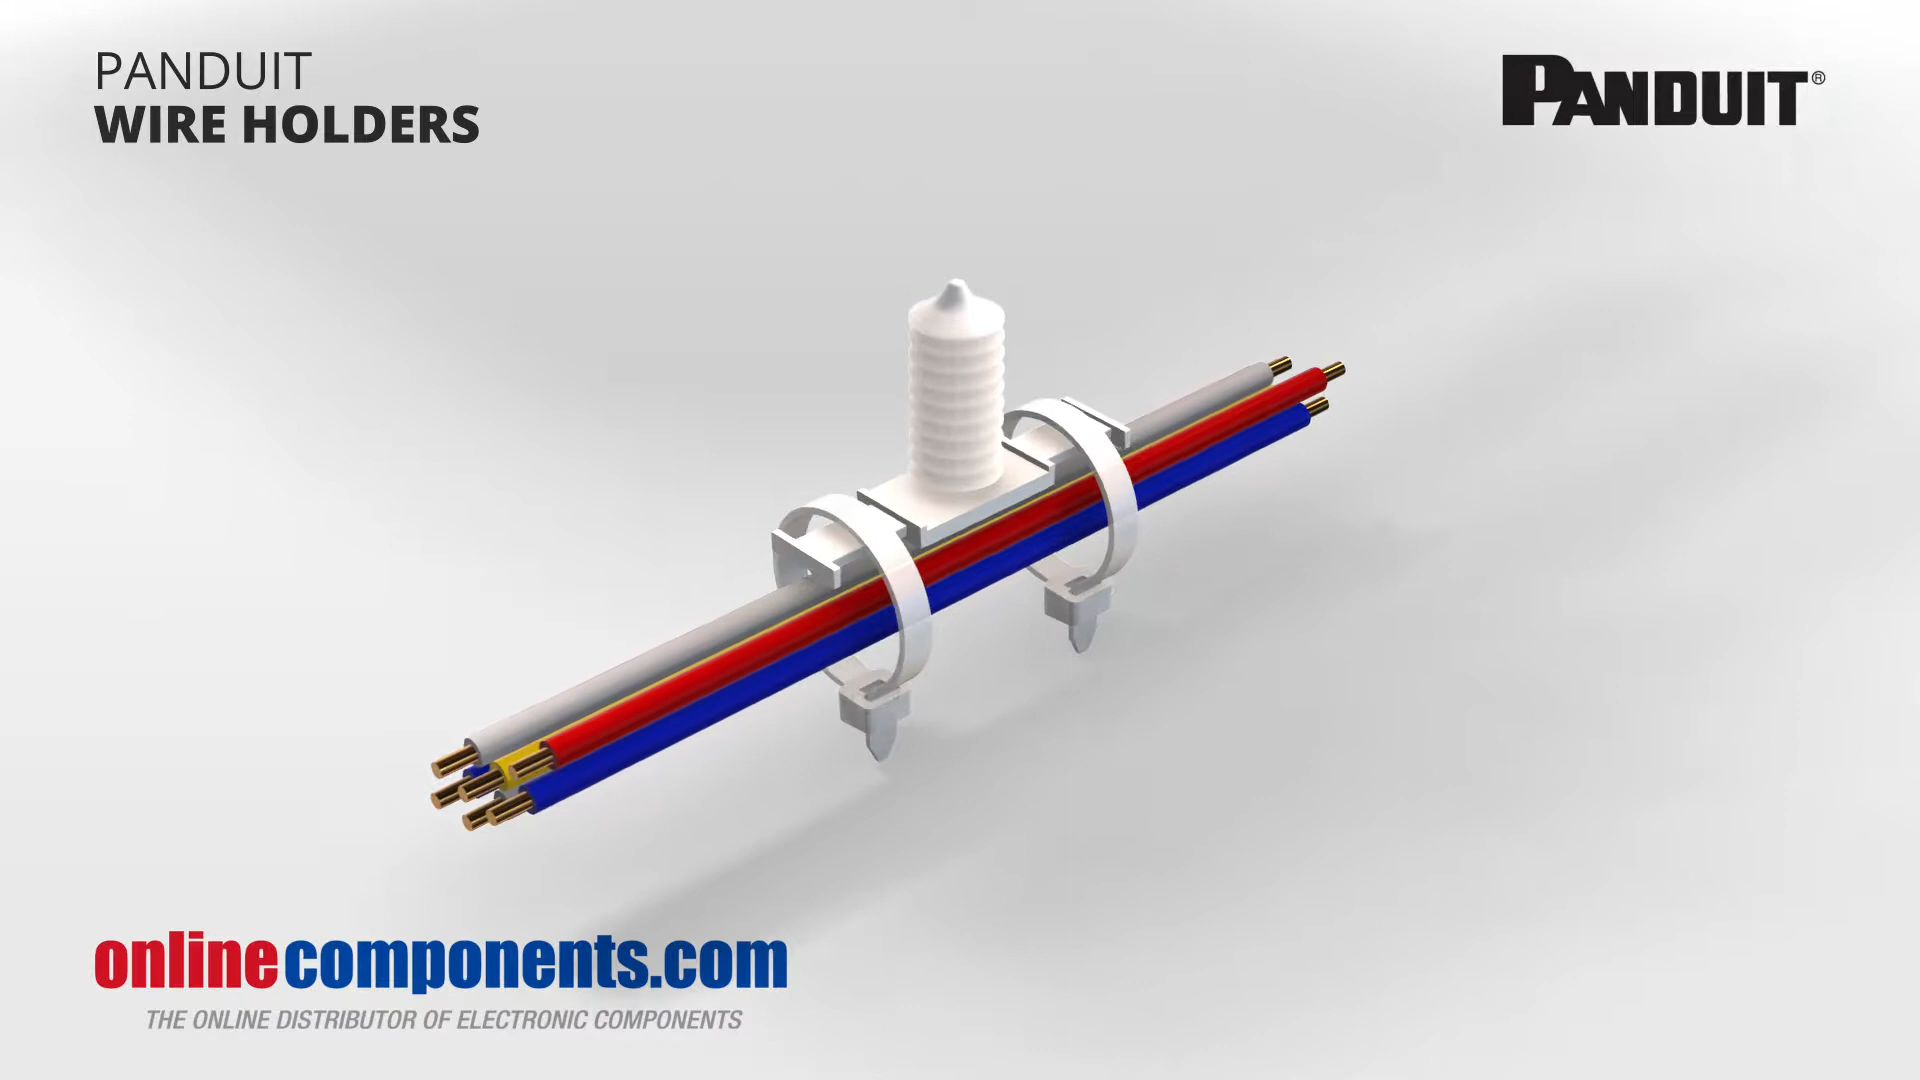 PANDUIT
WIRE HOLDERS
PANDUIT®
onlinecomponents.com
THE ONLINE DISTRIBUTOR OF ELECTRONIC COMPONENTS